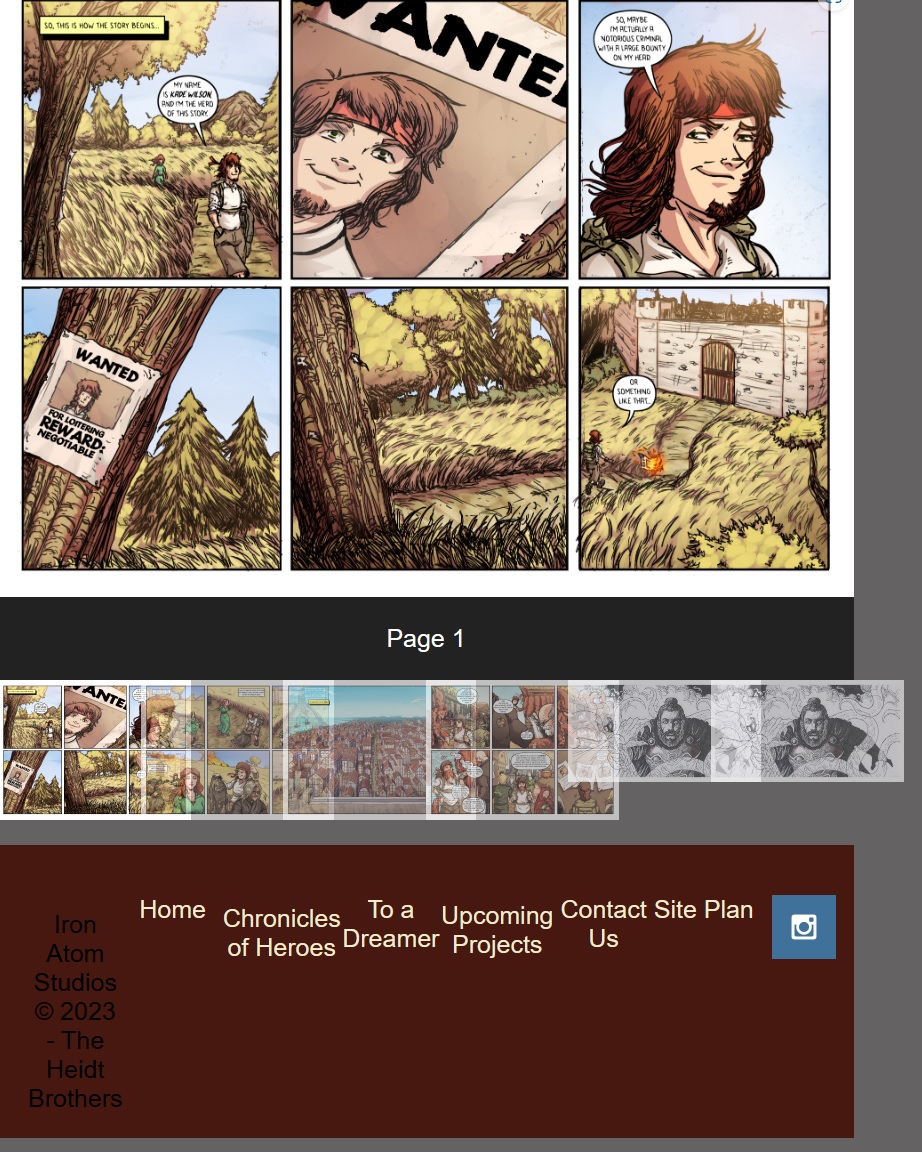 SO, THIS IS HOW THE STORY BEGINS...
MY NAME
IS KADE WILSON,
AND I'M THE HERO
OF THIS STORY.
WANTE
SO, MAYBE
I'M ACTUALLY A
NOTORIOUS CRIMINAL
WITH A LARGE BOUNTY
ON MY HEAD
WANTED
FOR LOITERING
REWARD:
NEGOTIABLE
OR
SOMETHING
LIKE THAT...
Page 1
WANTE
Iron
Atom
Studios
© 2023
- The
Heidt
Brothers
Home
Chronicles
of Heroes
To a
Dreamer
Upcoming
Projects
Contact
Us
Site Plan